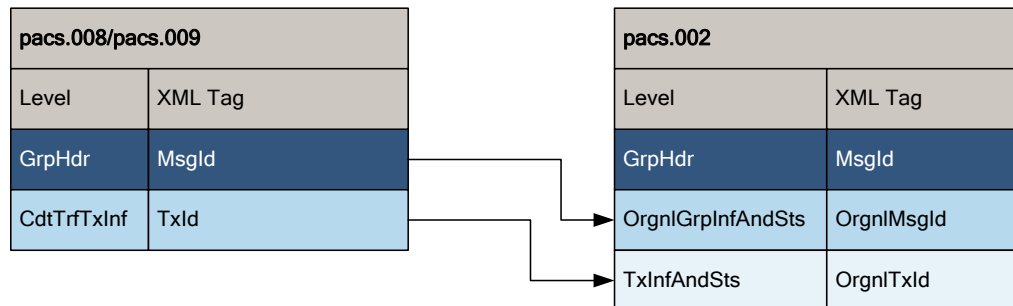 pacs.008/pacs.009
Level XML Tag
GrpHdr MsgId
CdtTrfTxInf TxId
pacs.002
Level XML Tag
GrpHdr MsgId
OrgnlGrpInfAndSts OrgnlMsgId
TxInfAndSts OrgnlTxId